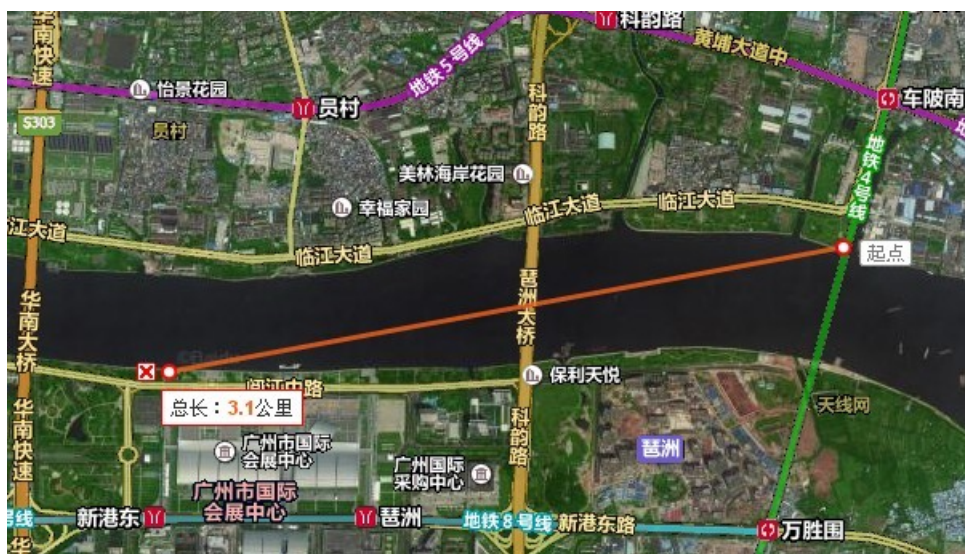 华南快速
科韵路
黄埔大道中
地铁5号线
怡景花园
员村
科韵路
车陂南
S303
员村
地铁4号线
美林海岸花园
幸福家园
临江大道
临江大道
江大道
临江大道
起点
琶洲大桥
华南大桥
阅江中路
保利天悦
总长：3.1公里
天线网
华南快速
科韵路
广州市国际
会展中心
琶洲
广州国际
采购中心
广州市国际
会展中心
号线
新港东
琶洲
地铁8号线
新港东路
万胜围
华